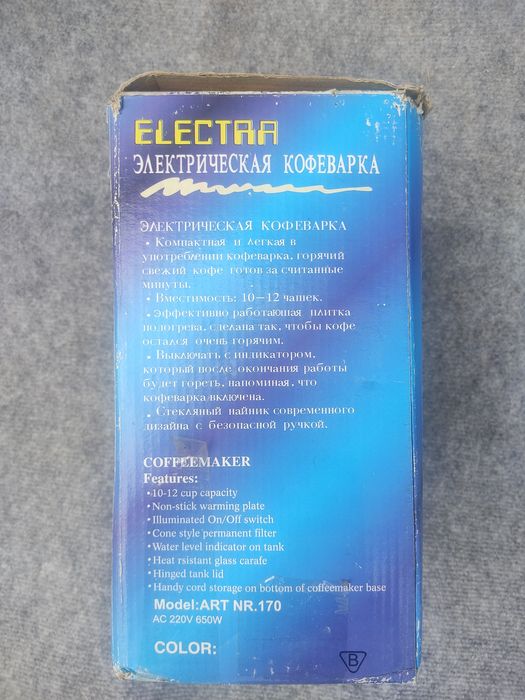 ELECTRA
ЭЛЕКТРИЧЕСКАЯ КОФЕВАРКА
ЭЛЕКТРИЧЕСКАЯ КОФЕВАРКА
• Компактная и легкая в
употреблении кофеварка, горячий
свежий кофе готов за считанные
минуты.
• Вместимость: 10—12 чашек.
• Эффективно работаюшая плитка
подогрева, сделана так, чтобы кофе
остался очень горячим.
• Выключать с индикатором,
который после окончания работы
будет гореть, напоминая, что
кофеварка включена.
• Стекляный чайник современного
дизайна с безопасной ручкой.
COFFEEMAKER
Features:
•10-12 cup capacity
•Non-stick warming plate
•Illuminated On/Off switch
•Cone style permanent filter
•Water level indication on tank
•Heat rsistant glass carafe
•Hinged tank lid
•Handy cord storage on bottom of coffeemaker base
Model:ART NR.170
AC 220V 650W
COLOR:
B